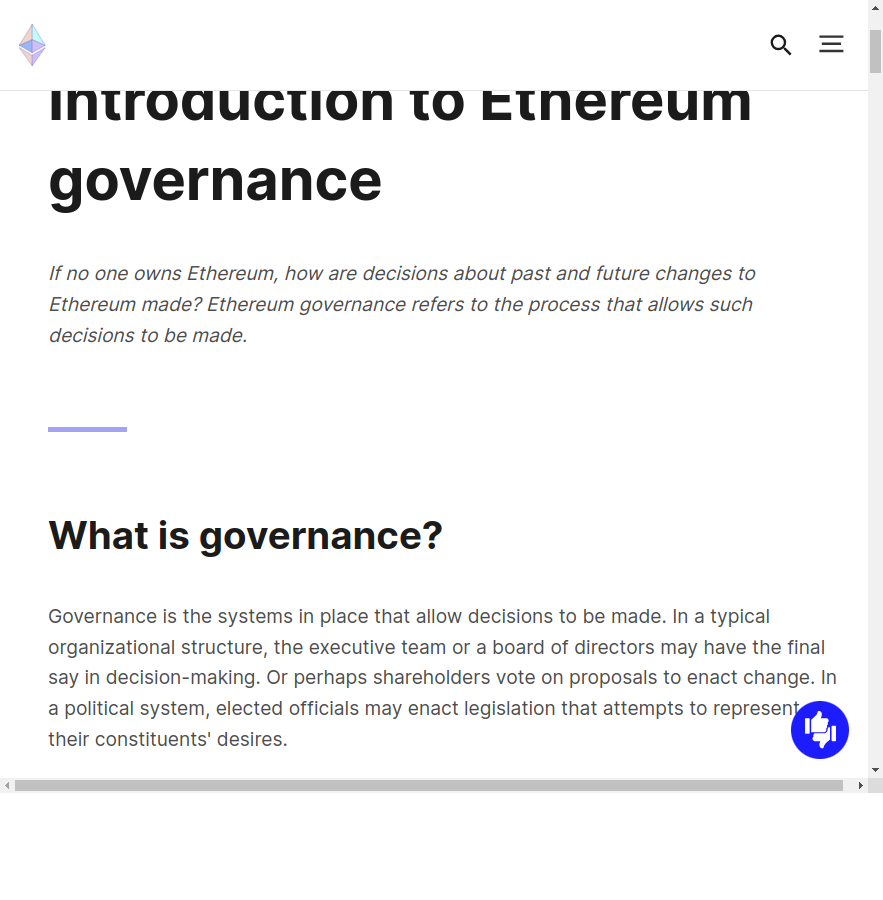 Introduction to Ethereum
governance
If no one owns Ethereum, how are decisions about past and future changes to
Ethereum made? Ethereum governance refers to the process that allows such
decisions to be made.
What is governance?
Governance is the systems in place that allow decisions to be made. In a typical
organizational structure, the executive team or a board of directors may have the final
say in decision-making. Or perhaps shareholders vote on proposals to enact change. In
a political system, elected officials may enact legislation that attempts to represent
their constituents' desires.